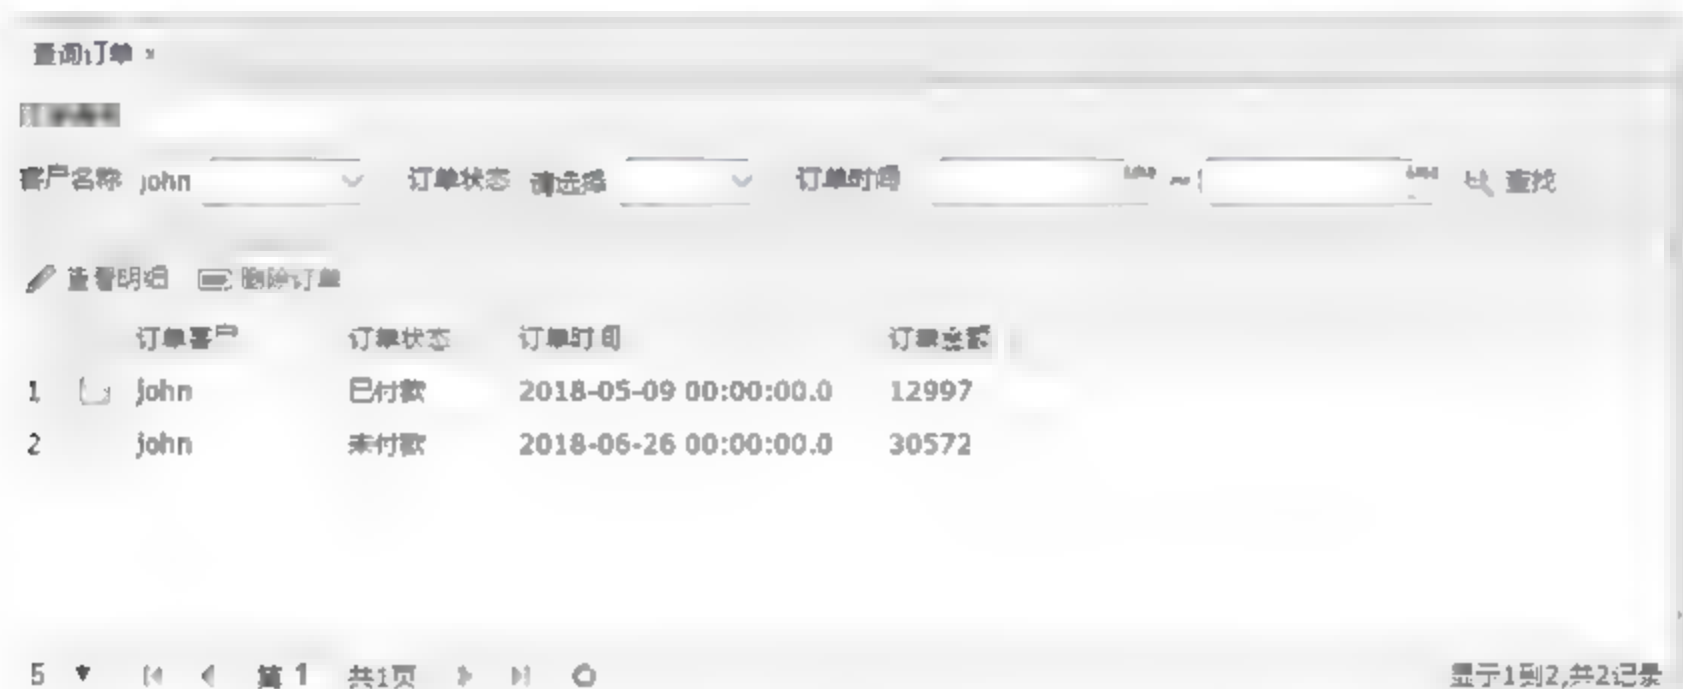 查询订单 ×
客户名称 john 订单状态 请选择 订单时间 ~ 查找
查看明细 删除订单
订单客户 订单状态 订单时间 订单金额
1 john 已付款 2018-05-09 00:00:00.0 12997
2 john 未付款 2018-06-26 00:00:00.0 30572
5 第 1 共1页 显示1到2,共2记录